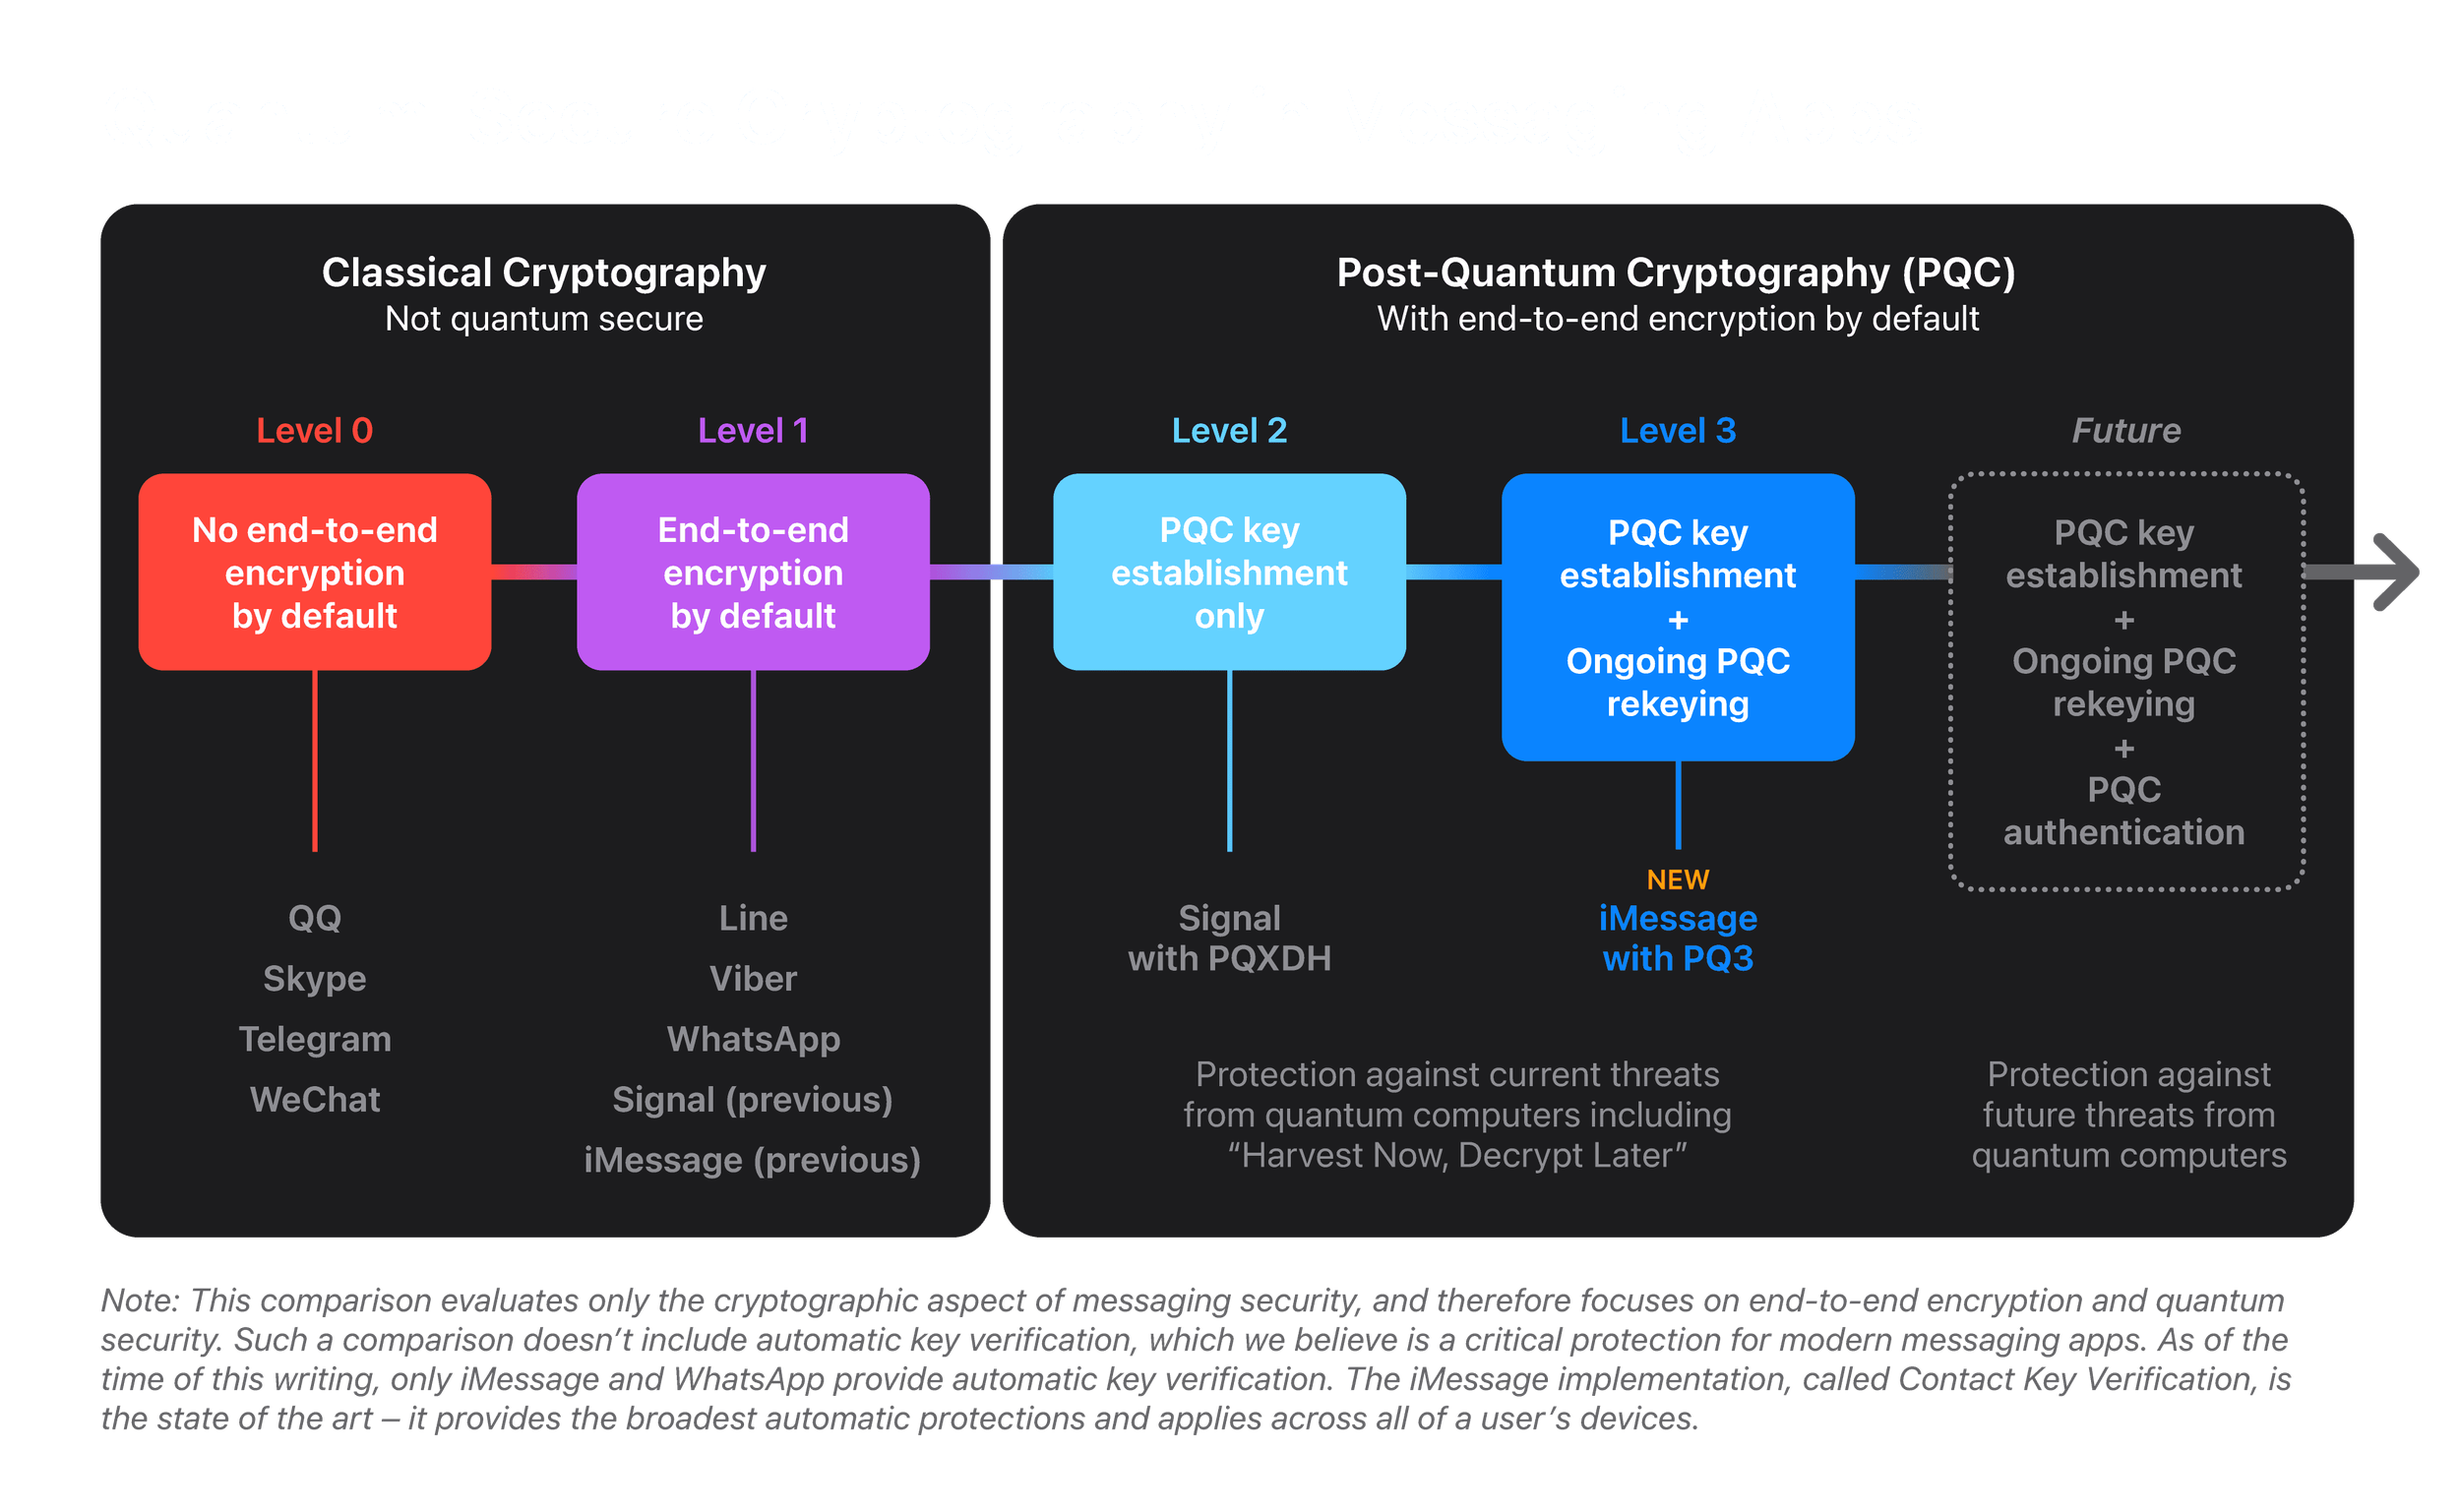 Classical Cryptography
Not quantum secure
Level 0
No end-to-end
encryption
by default
QQ
Skype
Telegram
WeChat
Level 1
End-to-end
encryption
by default
Line
Viber
WhatsApp
Signal (previous)
iMessage (previous)
Post-Quantum Cryptography (PQC)
With end-to-end encryption by default
Level 2
PQC key
establishment
only
Signal
with PQXDH
Level 3
PQC key
establishment
+
Ongoing PQC
rekeying
NEW
iMessage
with PQ3
Protection against current threats
from quantum computers including
“Harvest Now, Decrypt Later”
Future
PQC key
establishment
+
Ongoing PQC
rekeying
+
PQC
authentication
Protection against
future threats from
quantum computers
Note: This comparison evaluates only the cryptographic aspect of messaging security, and therefore focuses on end-to-end encryption and quantum
security. Such a comparison doesn’t include automatic key verification, which we believe is a critical protection for modern messaging apps. As of the
time of this writing, only iMessage and WhatsApp provide automatic key verification. The iMessage implementation, called Contact Key Verification, is
the state of the art – it provides the broadest automatic protections and applies across all of a user’s devices.